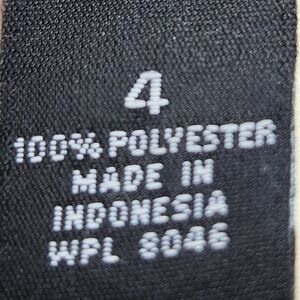 4
100% POLYESTER
MADE IN
INDONESIA
WPL 8046